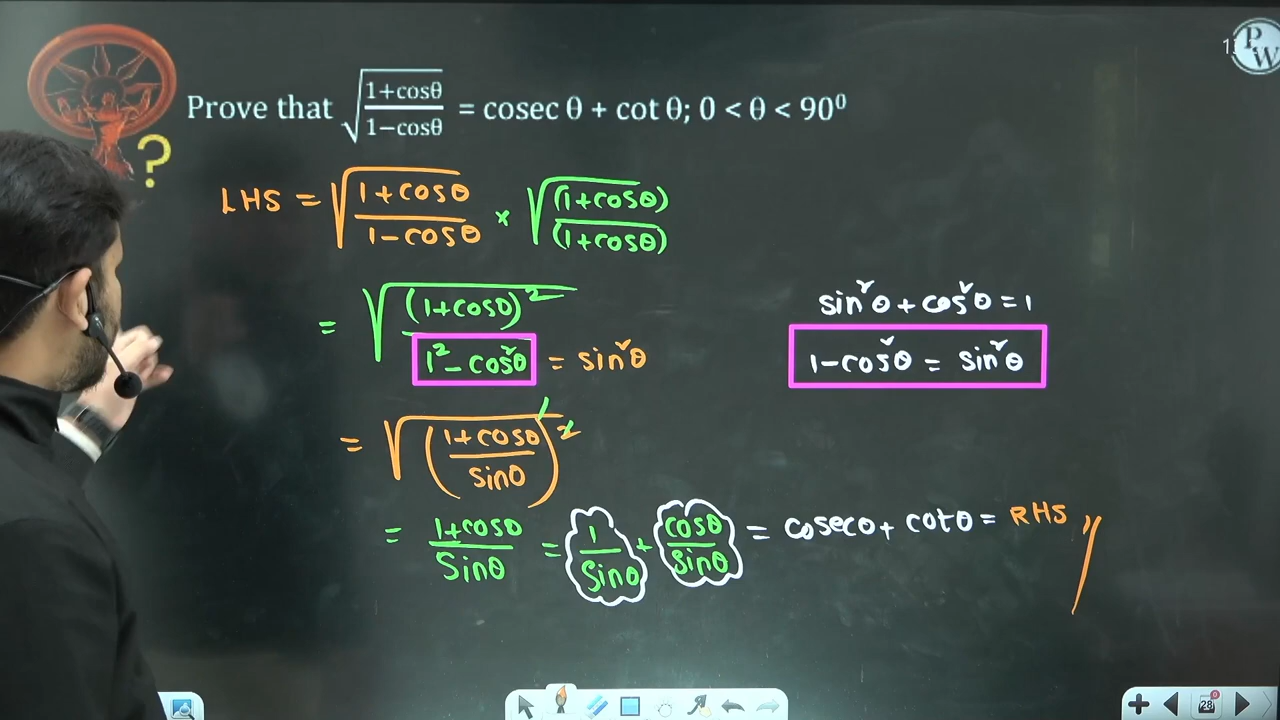 Prove that √(1+cosθ / 1−cosθ) = cosec θ + cot θ; 0 < θ < 90⁰
LHS = √(1+cosθ / 1−cosθ) × √((1+cosθ) / (1+cosθ))
= √((1+cosθ)² / 1²−cos²θ) = sin²θ
sin²θ + cos²θ = 1
1−cos²θ = sin²θ
= √((1+cosθ / sinθ)²)
= 1+cosθ / Sinθ = 1 / Sinθ + cosθ / Sinθ = cosecθ + cotθ = RHS
?
PW
28